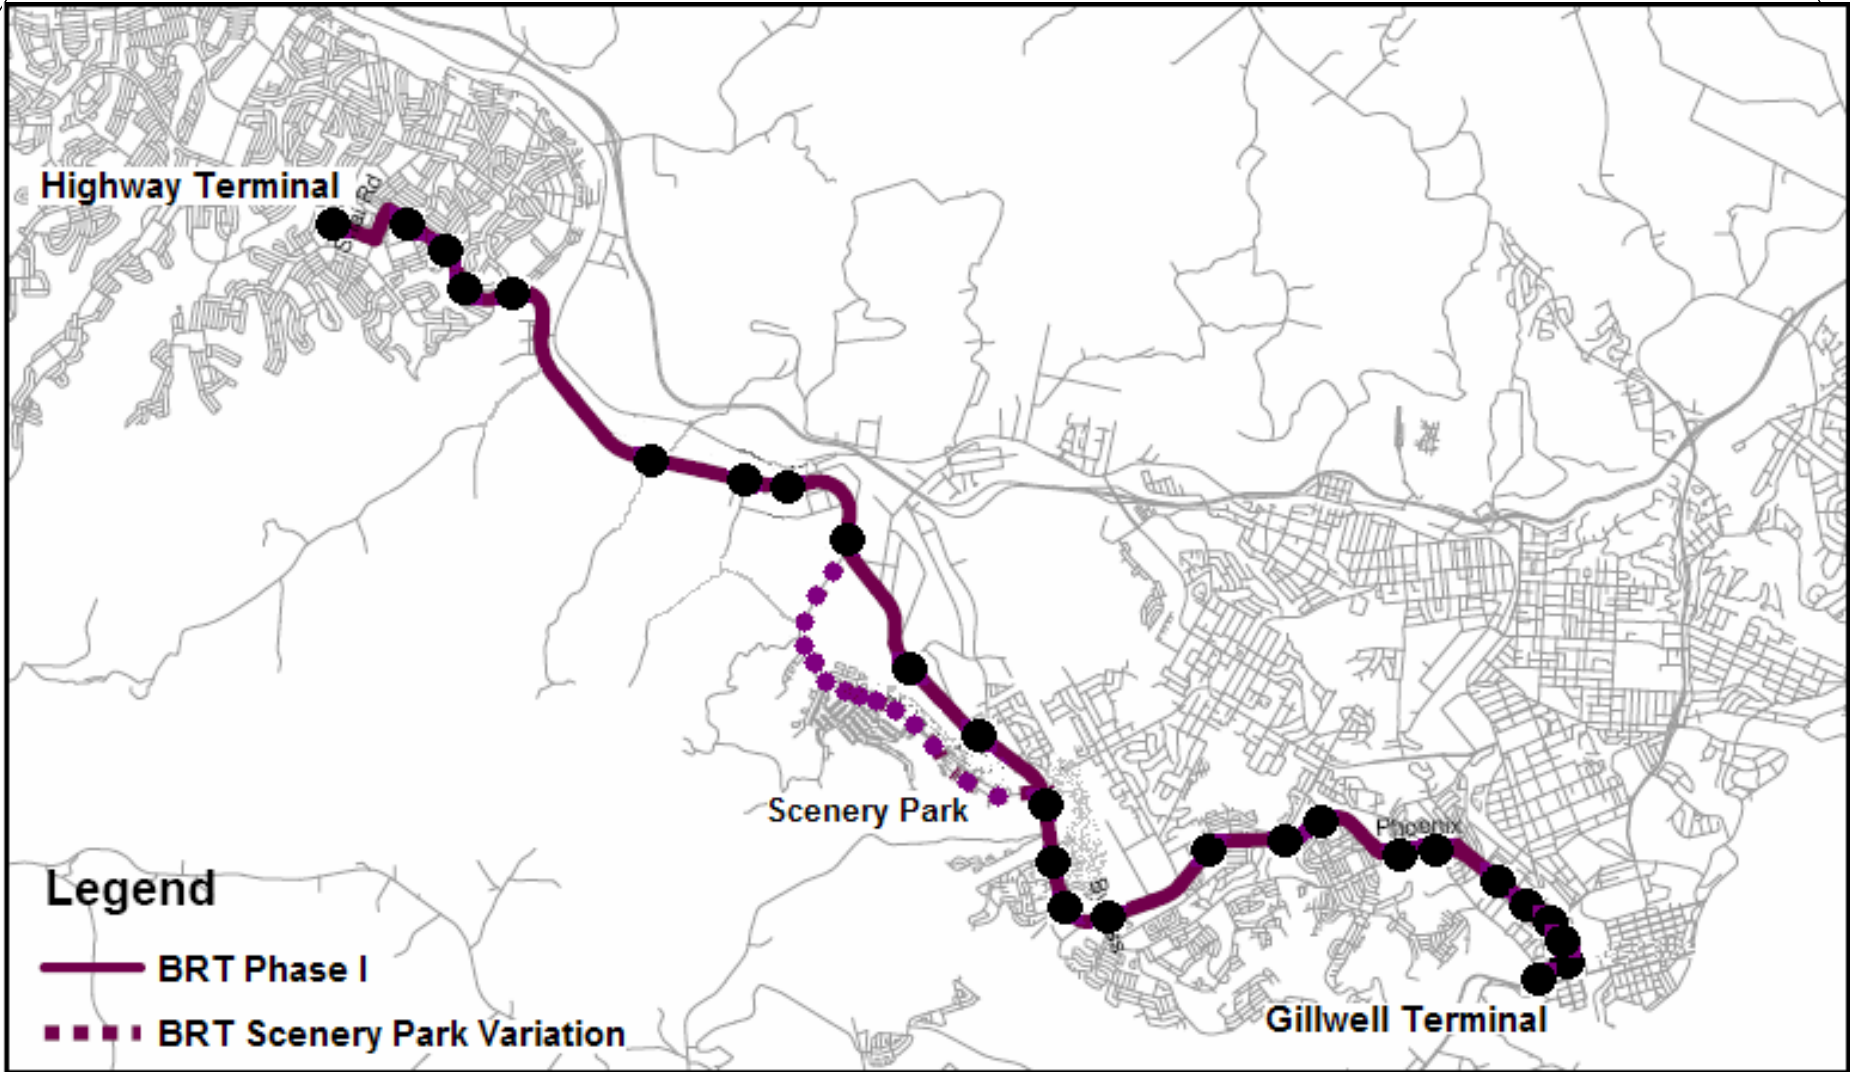 Highway Terminal
Scenery Park
Phoenix
Legend
BRT Phase I
BRT Scenery Park Variation
Gillwell Terminal